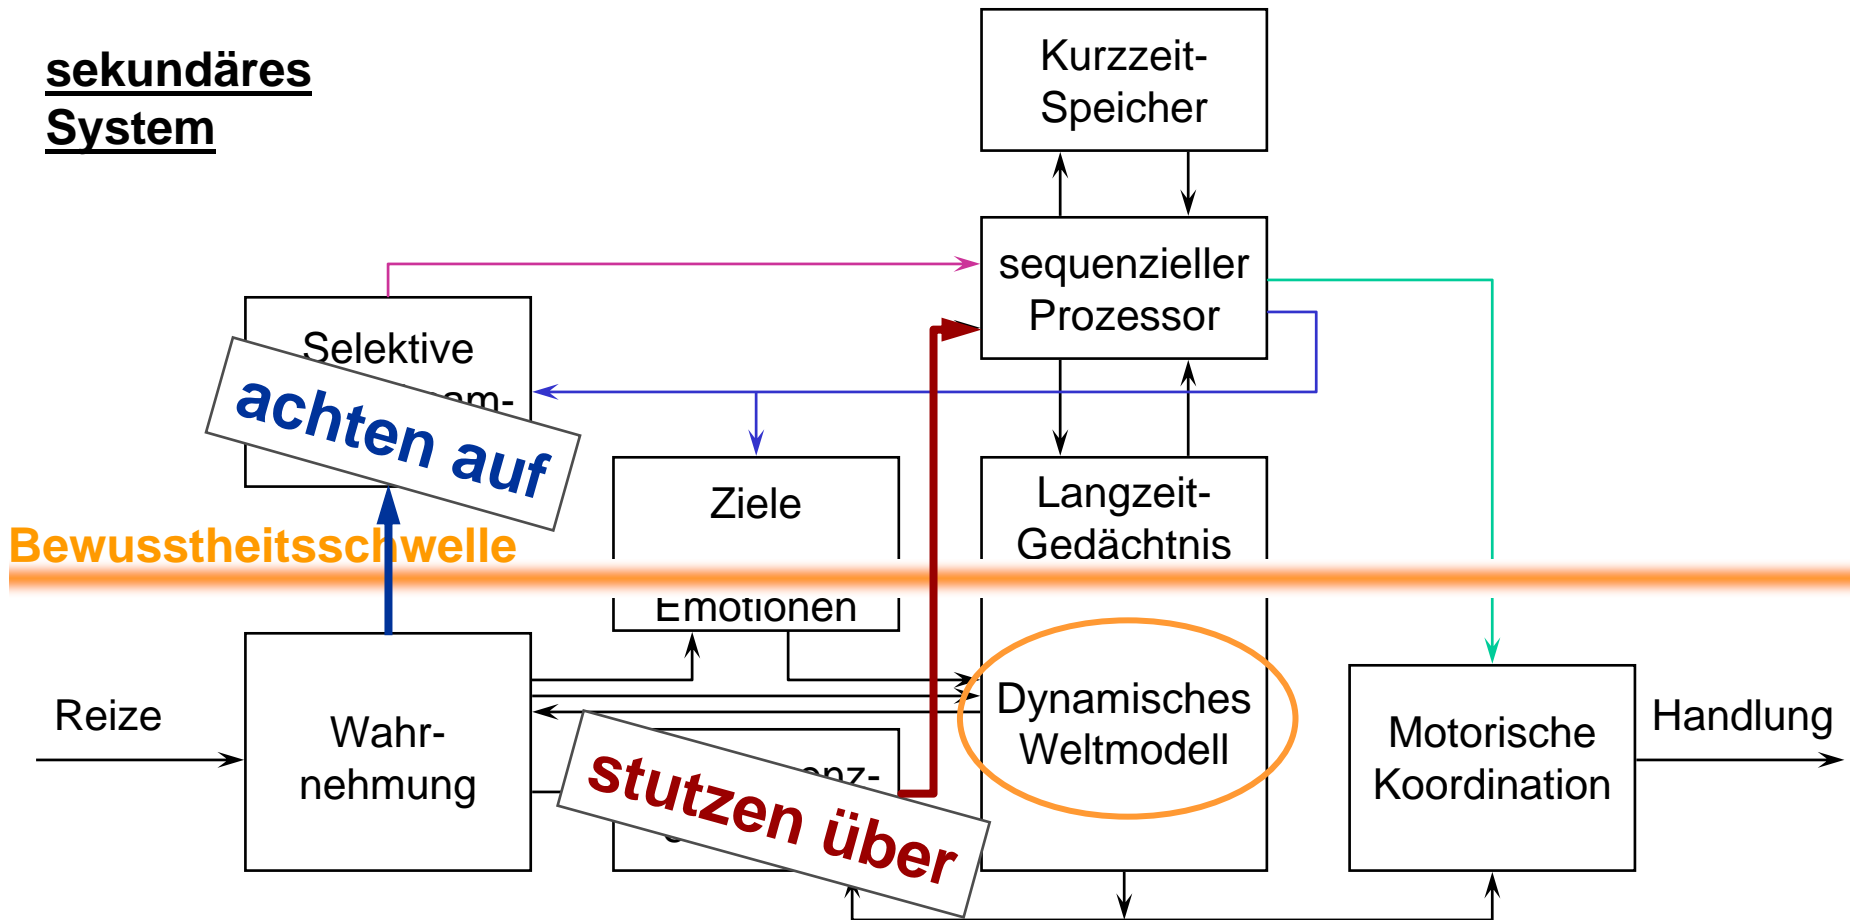 sekundäres
System
Kurzzeit-
Speicher
sequenzieller
Prozessor
Selektive
achten auf
Ziele
Emotionen
Langzeit-
Gedächtnis
Bewusstheitsschwelle
Reize
Wahr-
nehmung
stutzen über
Dynamisches
Weltmodell
Motorische
Koordination
Handlung